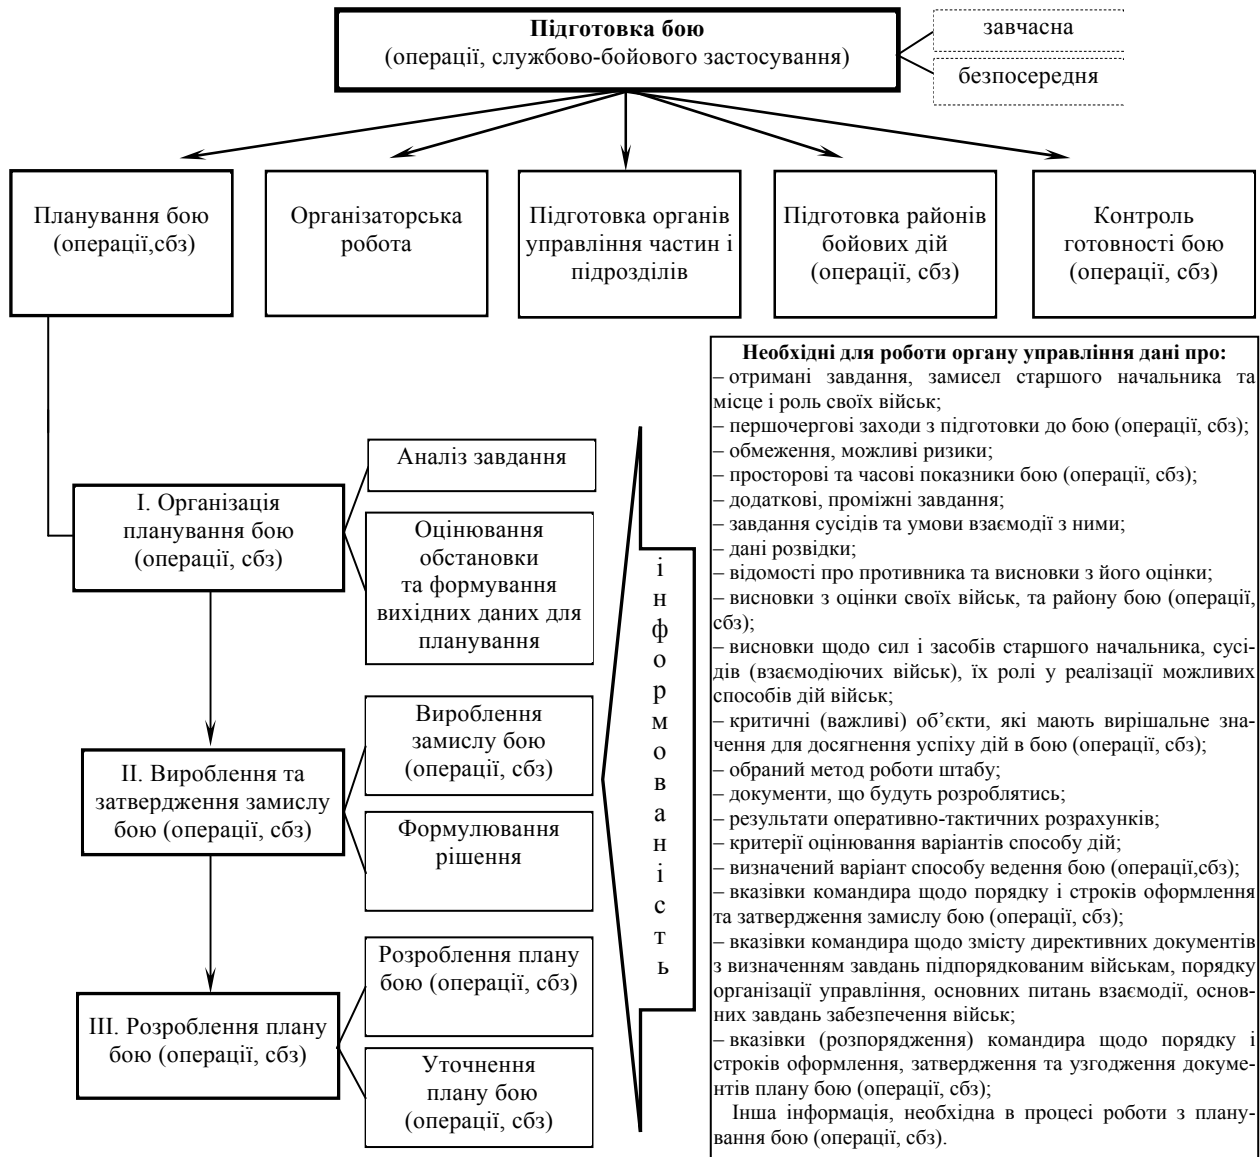 Підготовка бою
(операції, службово-бойового застосування)
завчасна
безпосередня
Планування бою
(операції,сбз)
Організаторська
робота
Підготовка органів
управління частин і
підрозділів
Підготовка районів
бойових дій
(операції, сбз)
Контроль
готовності бою
(операції, сбз)
І. Організація
планування бою
(операції, сбз)
Аналіз завдання
Оцінювання
обстановки
та формування
вихідних даних для
планування
ІІ. Вироблення та
затвердження замислу
бою (операції, сбз)
Вироблення
замислу бою
(операції, сбз)
Формулювання
рішення
ІІІ. Розроблення плану
бою (операції, сбз)
Розроблення плану
бою (операції, сбз)
Уточнення
плану бою
(операції, сбз)
і
н
ф
о
р
м
о
в
а
н
і
с
т
ь
Необхідні для роботи органу управління дані про:
– отримані завдання, замисел старшого начальника та
місце і роль своїх військ;
– першочергові заходи з підготовки до бою (операції, сбз);
– обмеження, можливі ризики;
– просторові та часові показники бою (операції, сбз);
– додаткові, проміжні завдання;
– завдання сусідів та умови взаємодії з ними;
– дані розвідки;
– відомості про противника та висновки з його оцінки;
– висновки з оцінки своїх військ, та району бою (операції,
сбз);
– висновки щодо сил і засобів старшого начальника, сусі-
дів (взаємодіючих військ), їх ролі у реалізації можливих
способів дій військ;
– критичні (важливі) об’єкти, які мають вирішальне зна-
чення для досягнення успіху дій в бою (операції, сбз);
– обраний метод роботи штабу;
– документи, що будуть розроблятись;
– результати оперативно-тактичних розрахунків;
– критерії оцінювання варіантів способу дій;
– визначений варіант способу ведення бою (операції,сбз);
– вказівки командира щодо порядку і строків оформлення
та затвердження замислу бою (операції, сбз);
– вказівки командира щодо змісту директивних документів
з визначенням завдань підпорядкованим військам, порядку
організації управління, основних питань взаємодії, основ-
них завдань забезпечення військ;
– вказівки (розпорядження) командира щодо порядку і
строків оформлення, затвердження та узгодження докуме-
нтів плану бою (операції, сбз);
Інша інформація, необхідна в процесі роботи з плану-
вання бою (операції, сбз).